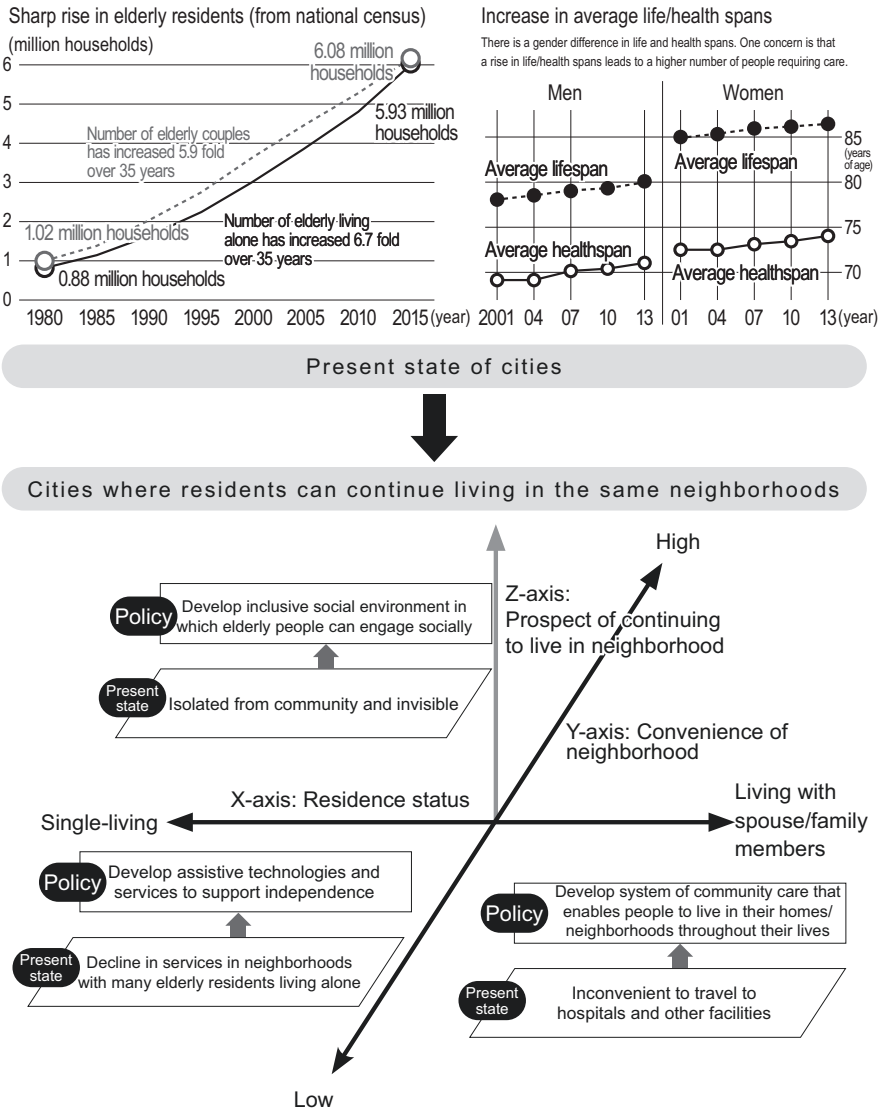 Sharp rise in elderly residents (from national census)
(million households)
6
5
4
3
2
1
0
6.08 million
households
5.93 million
households
Number of elderly couples
has increased 5.9 fold
over 35 years
1.02 million households
Number of elderly living
alone has increased 6.7 fold
over 35 years
0.88 million households
1980 1985 1990 1995 2000 2005 2010 2015 (year)
Increase in average life/health spans
There is a gender difference in life and health spans. One concern is that
a rise in life/health spans leads to a higher number of people requiring care.
Men
Women
Average lifespan
Average lifespan
Average healthspan
Average healthspan
85
(years
of age)
80
75
70
2001 04 07 10 13 01 04 07 10 13 (year)
Present state of cities
Cities where residents can continue living in the same neighborhoods
High
Z-axis:
Prospect of continuing
to live in neighborhood
Policy
Develop inclusive social environment in
which elderly people can engage socially
Present
state
Isolated from community and invisible
Y-axis: Convenience of
neighborhood
X-axis: Residence status
Single-living
Living with
spouse/family
members
Policy
Develop assistive technologies and
services to support independence
Present
state
Decline in services in neighborhoods
with many elderly residents living alone
Policy
Develop system of community care that
enables people to live in their homes/
neighborhoods throughout their lives
Present
state
Inconvenient to travel to
hospitals and other facilities
Low